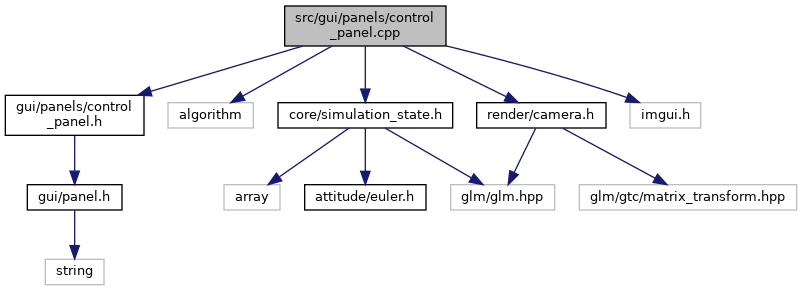 src/gui/panels/control
_panel.cpp
gui/panels/control
_panel.h
algorithm
core/simulation_state.h
render/camera.h
imgui.h
gui/panel.h
array
attitude/euler.h
glm/glm.hpp
glm/gtc/matrix_transform.hpp
string